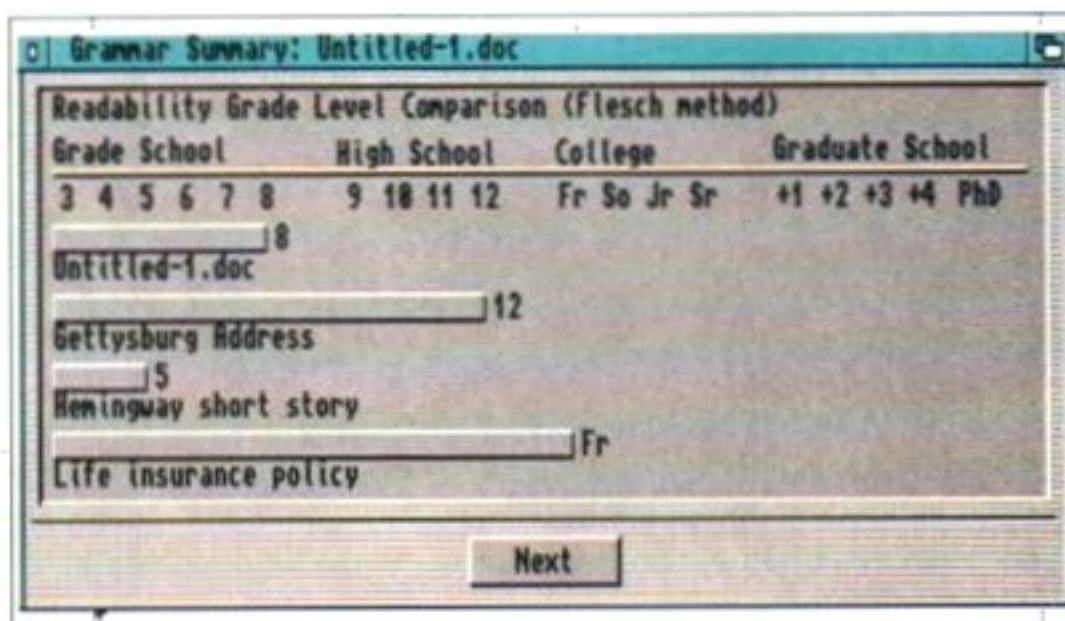 Grammar Summary: Untitled-1.doc
Readability Grade Level Comparison (Flesch method)
Grade School High School College Graduate School
3 4 5 6 7 8 9 10 11 12 Fr So Jr Sr +1 +2 +3 +4 PhD
8
Untitled-1.doc
12
Gettysburg Address
5
Hemingway short story
Fr
Life insurance policy
Next